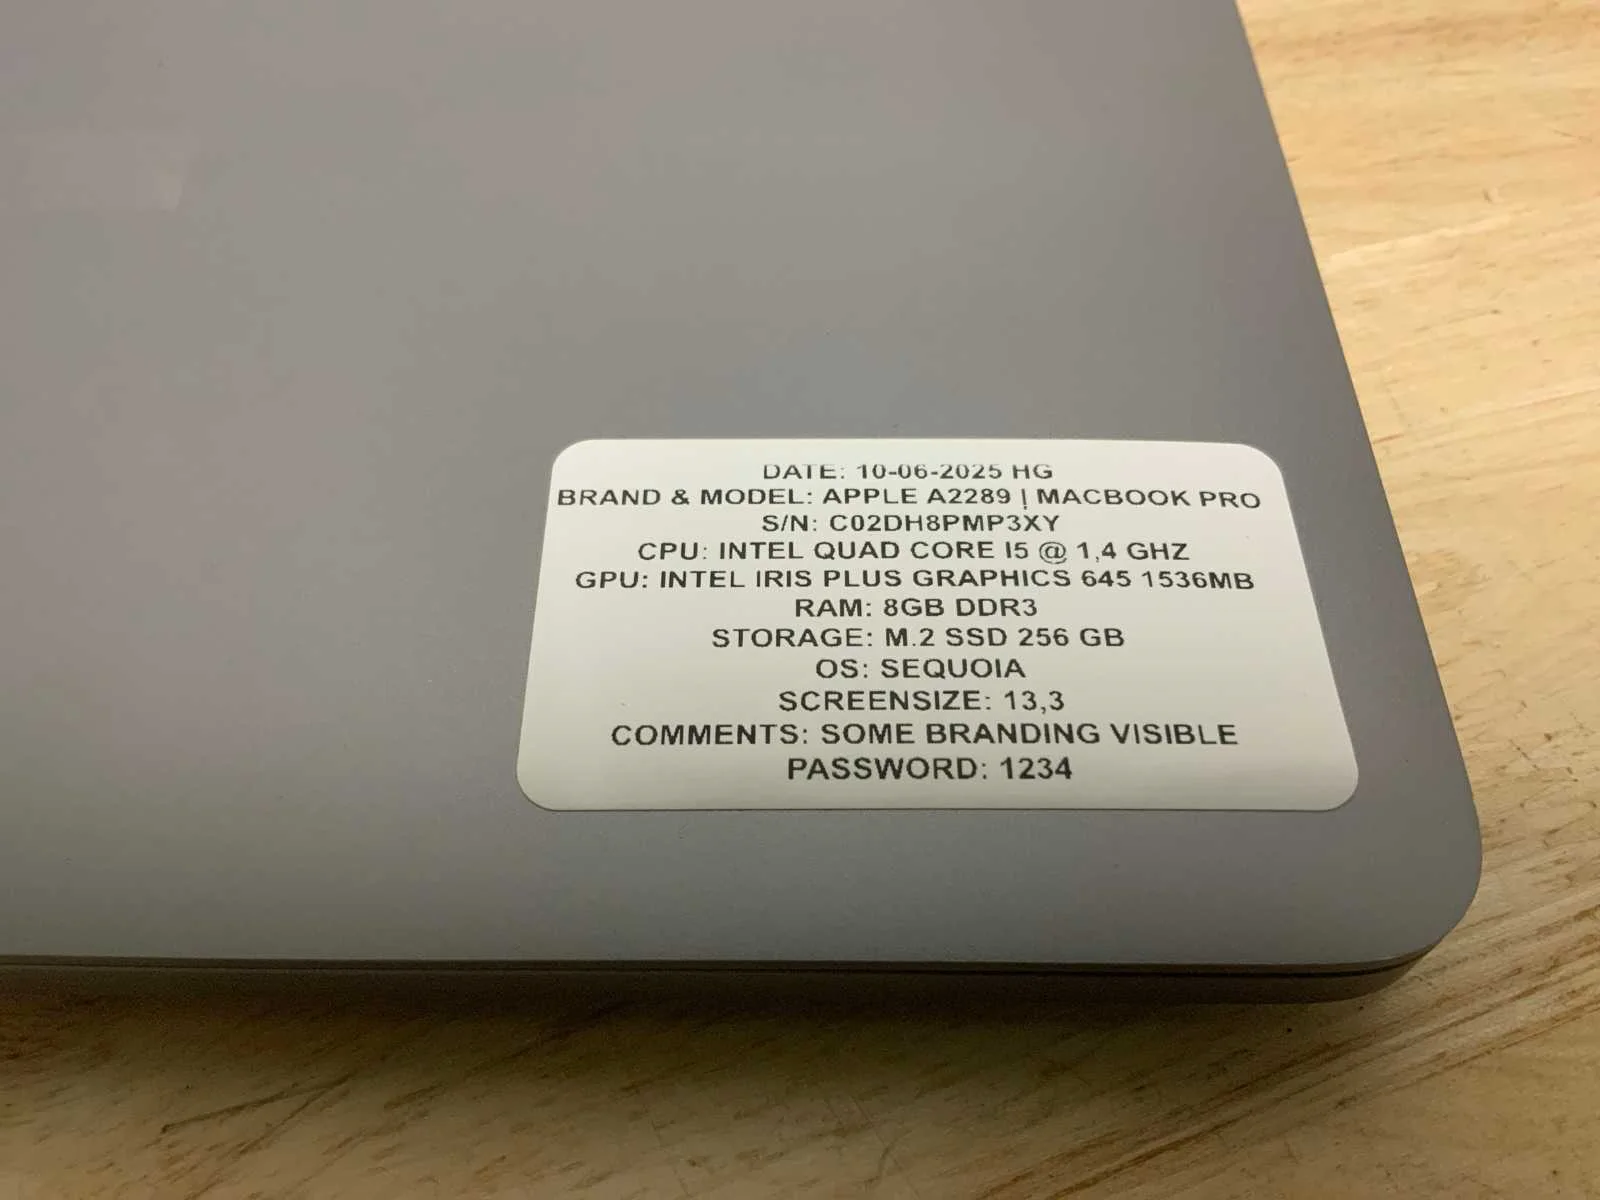 DATE: 10-06-2025 HG
BRAND & MODEL: APPLE A2289 | MACBOOK PRO
S/N: C02DH8PMP3XY
CPU: INTEL QUAD CORE I5 @ 1,4 GHZ
GPU: INTEL IRIS PLUS GRAPHICS 645 1536MB
RAM: 8GB DDR3
STORAGE: M.2 SSD 256 GB
OS: SEQUOIA
SCREENSIZE: 13,3
COMMENTS: SOME BRANDING VISIBLE
PASSWORD: 1234